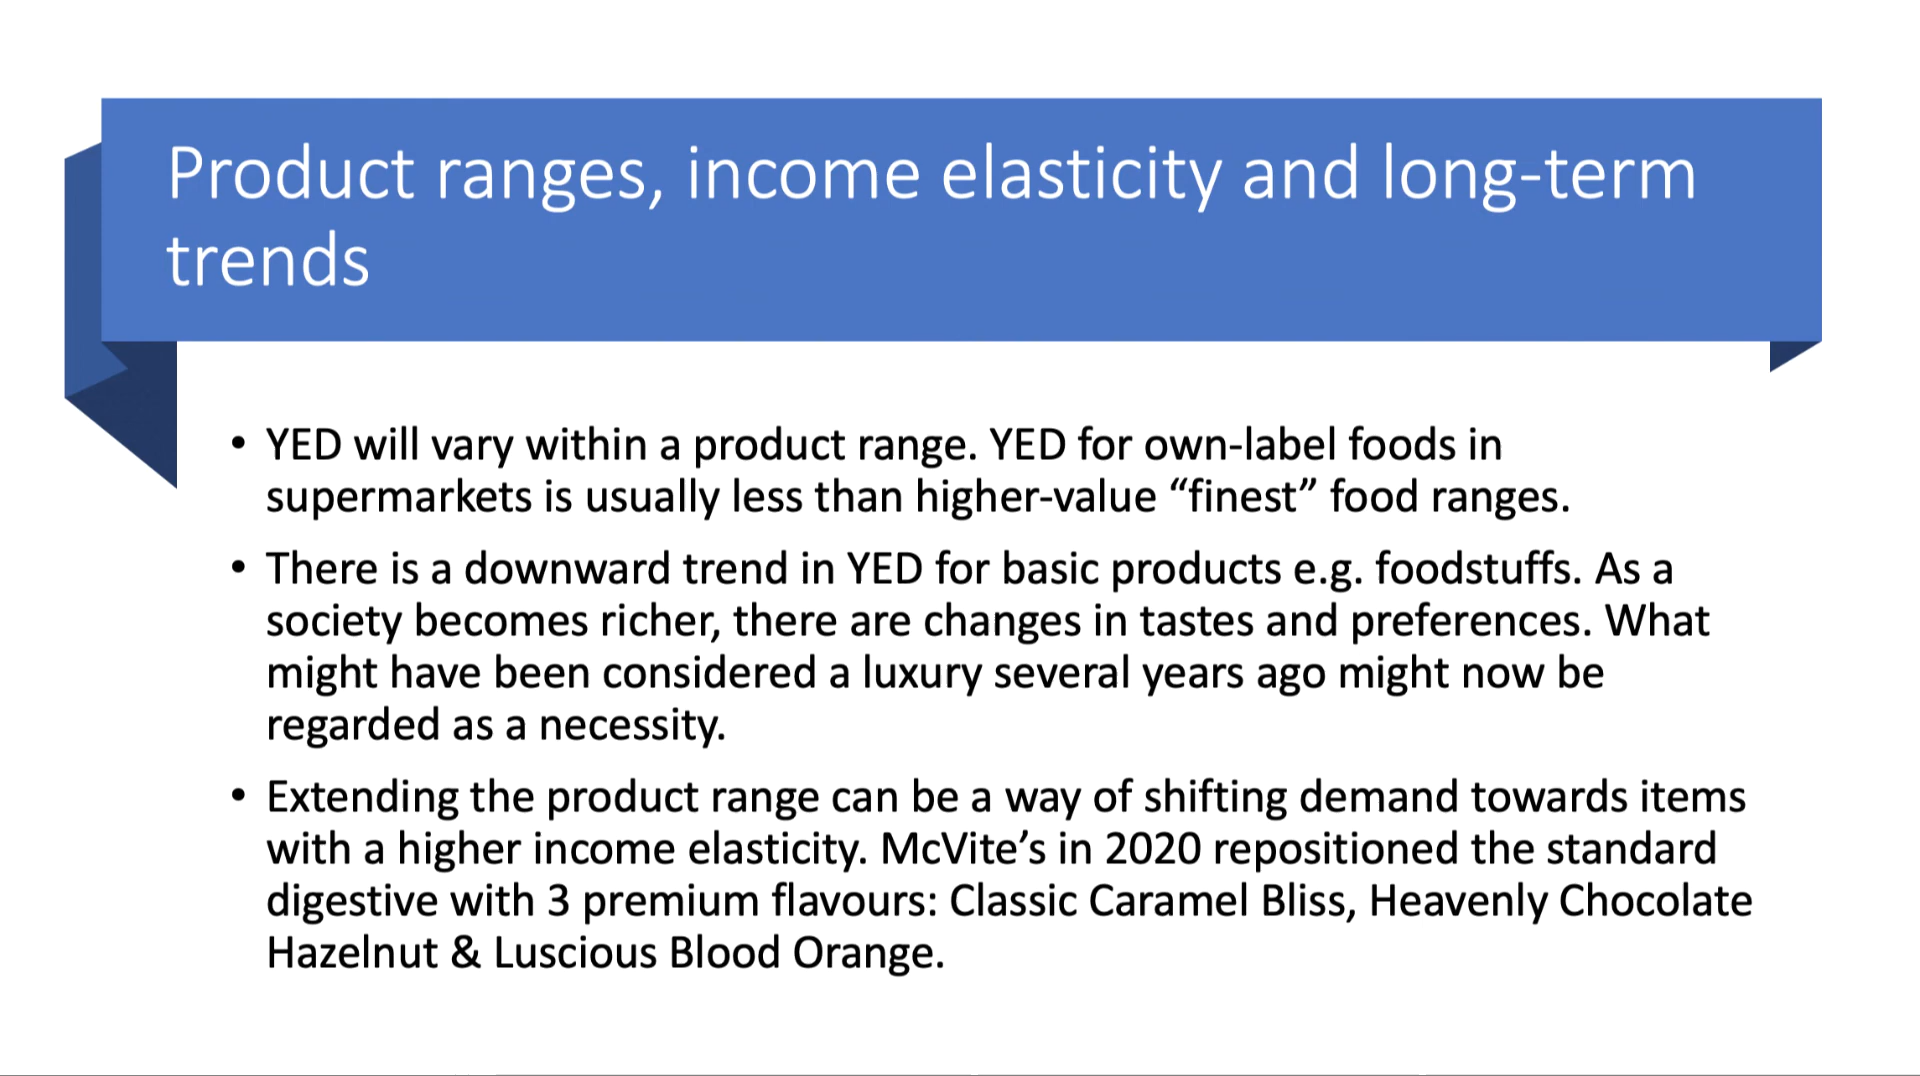 Product ranges, income elasticity and long-term
trends
• YED will vary within a product range. YED for own-label foods in
supermarkets is usually less than higher-value “finest” food ranges.
• There is a downward trend in YED for basic products e.g. foodstuffs. As a
society becomes richer, there are changes in tastes and preferences. What
might have been considered a luxury several years ago might now be
regarded as a necessity.
• Extending the product range can be a way of shifting demand towards items
with a higher income elasticity. McVite’s in 2020 repositioned the standard
digestive with 3 premium flavours: Classic Caramel Bliss, Heavenly Chocolate
Hazelnut & Luscious Blood Orange.